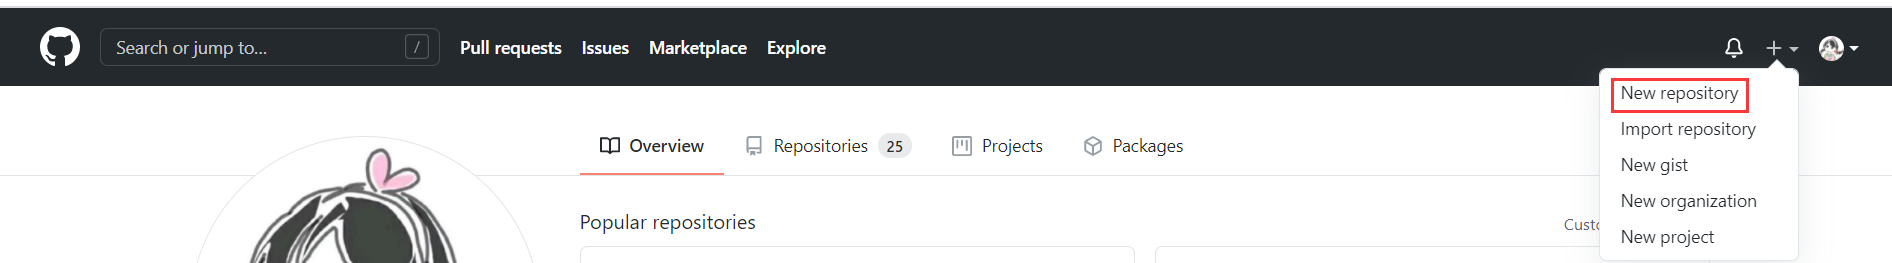 Search or jump to... / Pull requests Issues Marketplace Explore
New repository
Import repository
New gist
New organization
New project
Overview Repositories 25 Projects Packages
Popular repositories